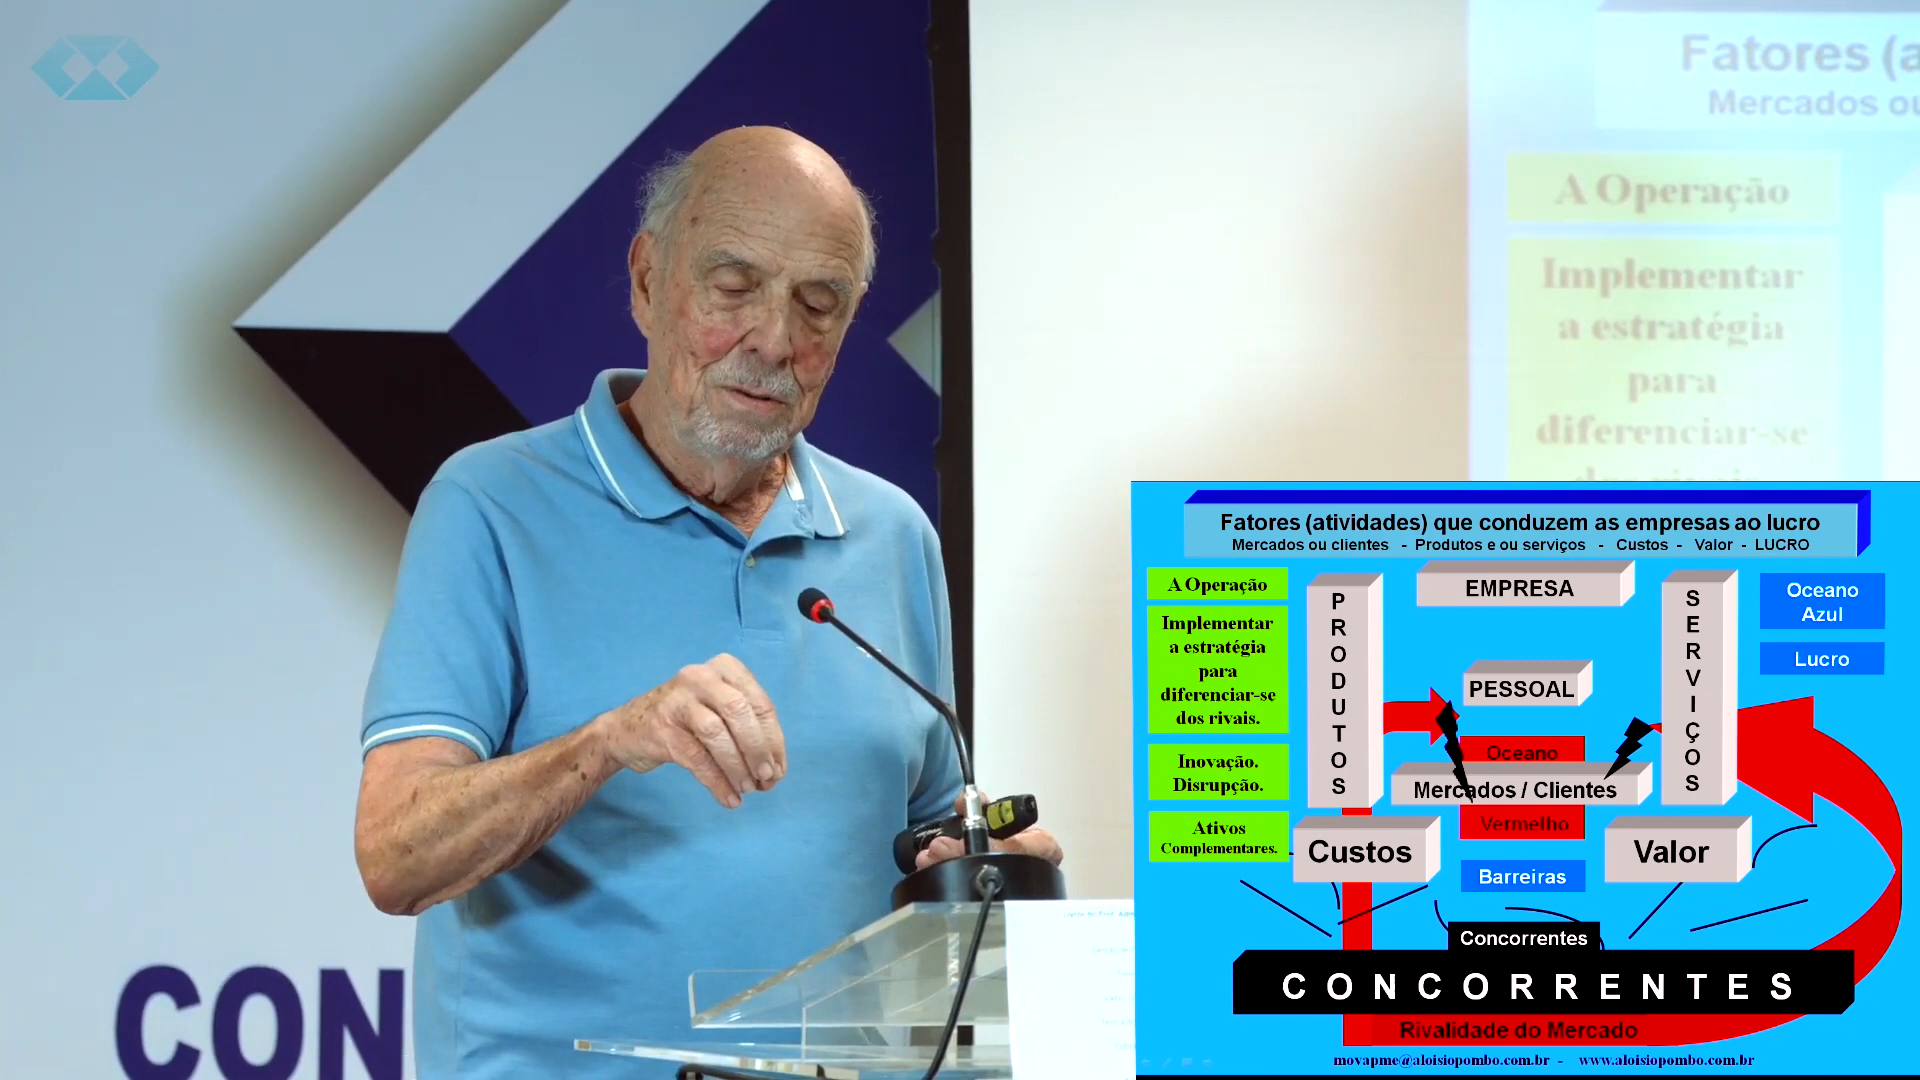 Fatores (a
Mercados ou
A Operação
Implementar
a estratégia
para
diferenciar-se
CON
Fatores (atividades) que conduzem as empresas ao lucro
Mercados ou clientes - Produtos e ou serviços - Custos - Valor - LUCRO
A Operação
Implementar
a estratégia
para
diferenciar-se
dos rivais.
Inovação.
Disrupção.
Ativos
Complementares.
PRODUTOS
EMPRESA
PESSOAL
Oceano
Mercados / Clientes
Vermelho
SERVIÇOS
Oceano
Azul
Lucro
Custos
Barreiras
Valor
Concorrentes
CONCORRENTES
Rivalidade do Mercado
movapme@aloisiopombo.com.br - www.aloisiopombo.com.br